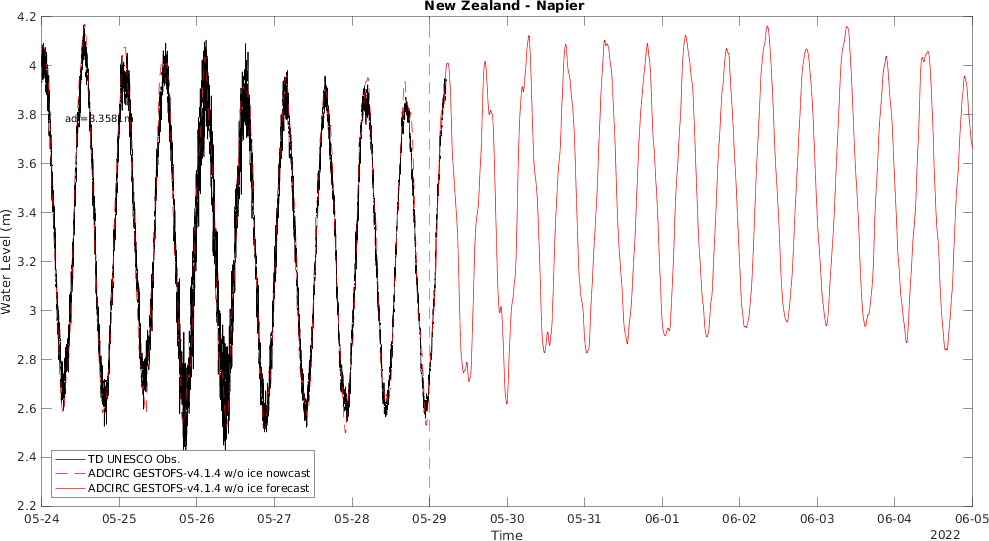 New Zealand - Napier
4.2
4
3.8
3.6
3.4
3.2
3
2.8
2.6
2.4
2.2
Water Level (m)
adj=3.3581m
TD UNESCO Obs.
ADCIRC GESTOFS-v4.1.4 w/o ice nowcast
ADCIRC GESTOFS-v4.1.4 w/o ice forecast
05-24 05-25 05-26 05-27 05-28 05-29 05-30 05-31 06-01 06-02 06-03 06-04 06-05
Time
2022